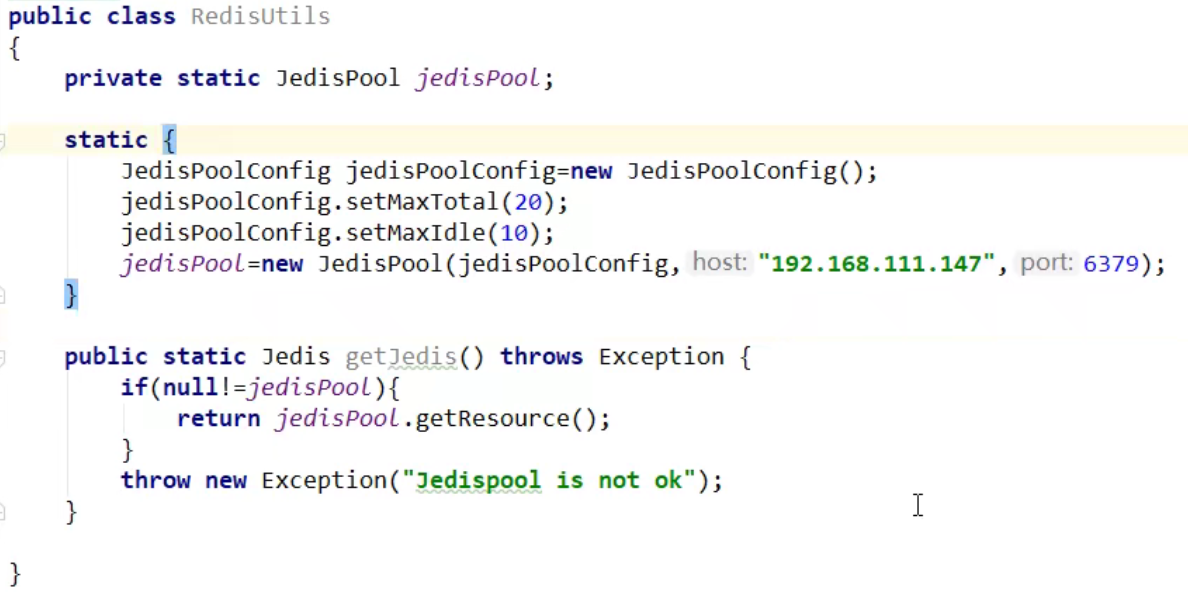 public class RedisUtils
{
    private static JedisPool jedisPool;
    static {
        JedisPoolConfig jedisPoolConfig=new JedisPoolConfig();
        jedisPoolConfig.setMaxTotal(20);
        jedisPoolConfig.setMaxIdle(10);
        jedisPool=new JedisPool(jedisPoolConfig, host: "192.168.111.147", port: 6379);
    }
    public static Jedis getJedis() throws Exception {
        if(null!=jedisPool){
            return jedisPool.getResource();
        }
        throw new Exception("Jedispool is not ok");
    }
}